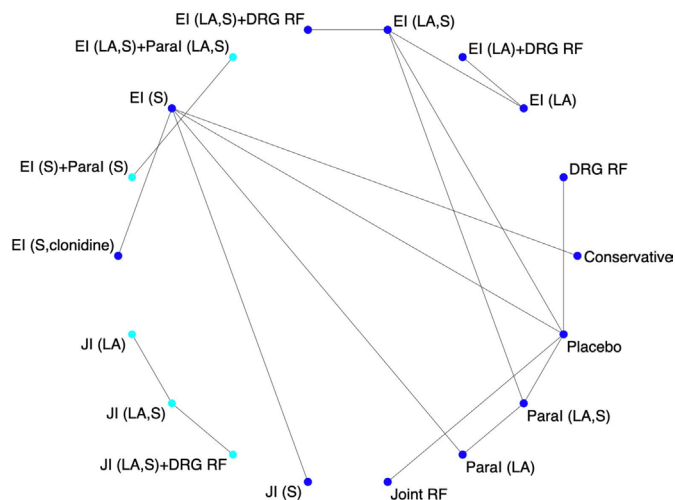 EI (LA,S)+DRG RF
EI (LA,S)
EI (LA,S)+ParaI (LA,S)
EI (LA)+DRG RF
EI (S)
EI (LA)
EI (S)+ParaI (S)
DRG RF
EI (S,clonidine)
Conservative
JI (LA)
Placebo
JI (LA,S)
ParaI (LA,S)
JI (LA,S)+DRG RF
ParaI (LA)
JI (S)
Joint RF